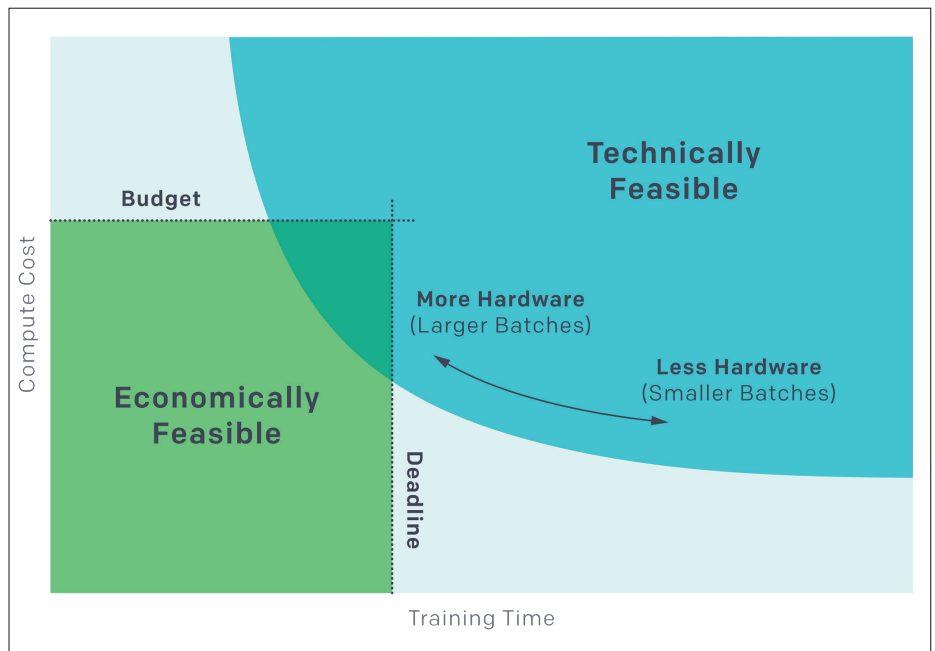 Technically
Feasible
Budget
Compute Cost
More Hardware
(Larger Batches)
Less Hardware
(Smaller Batches)
Economically
Feasible
Deadline
Training Time